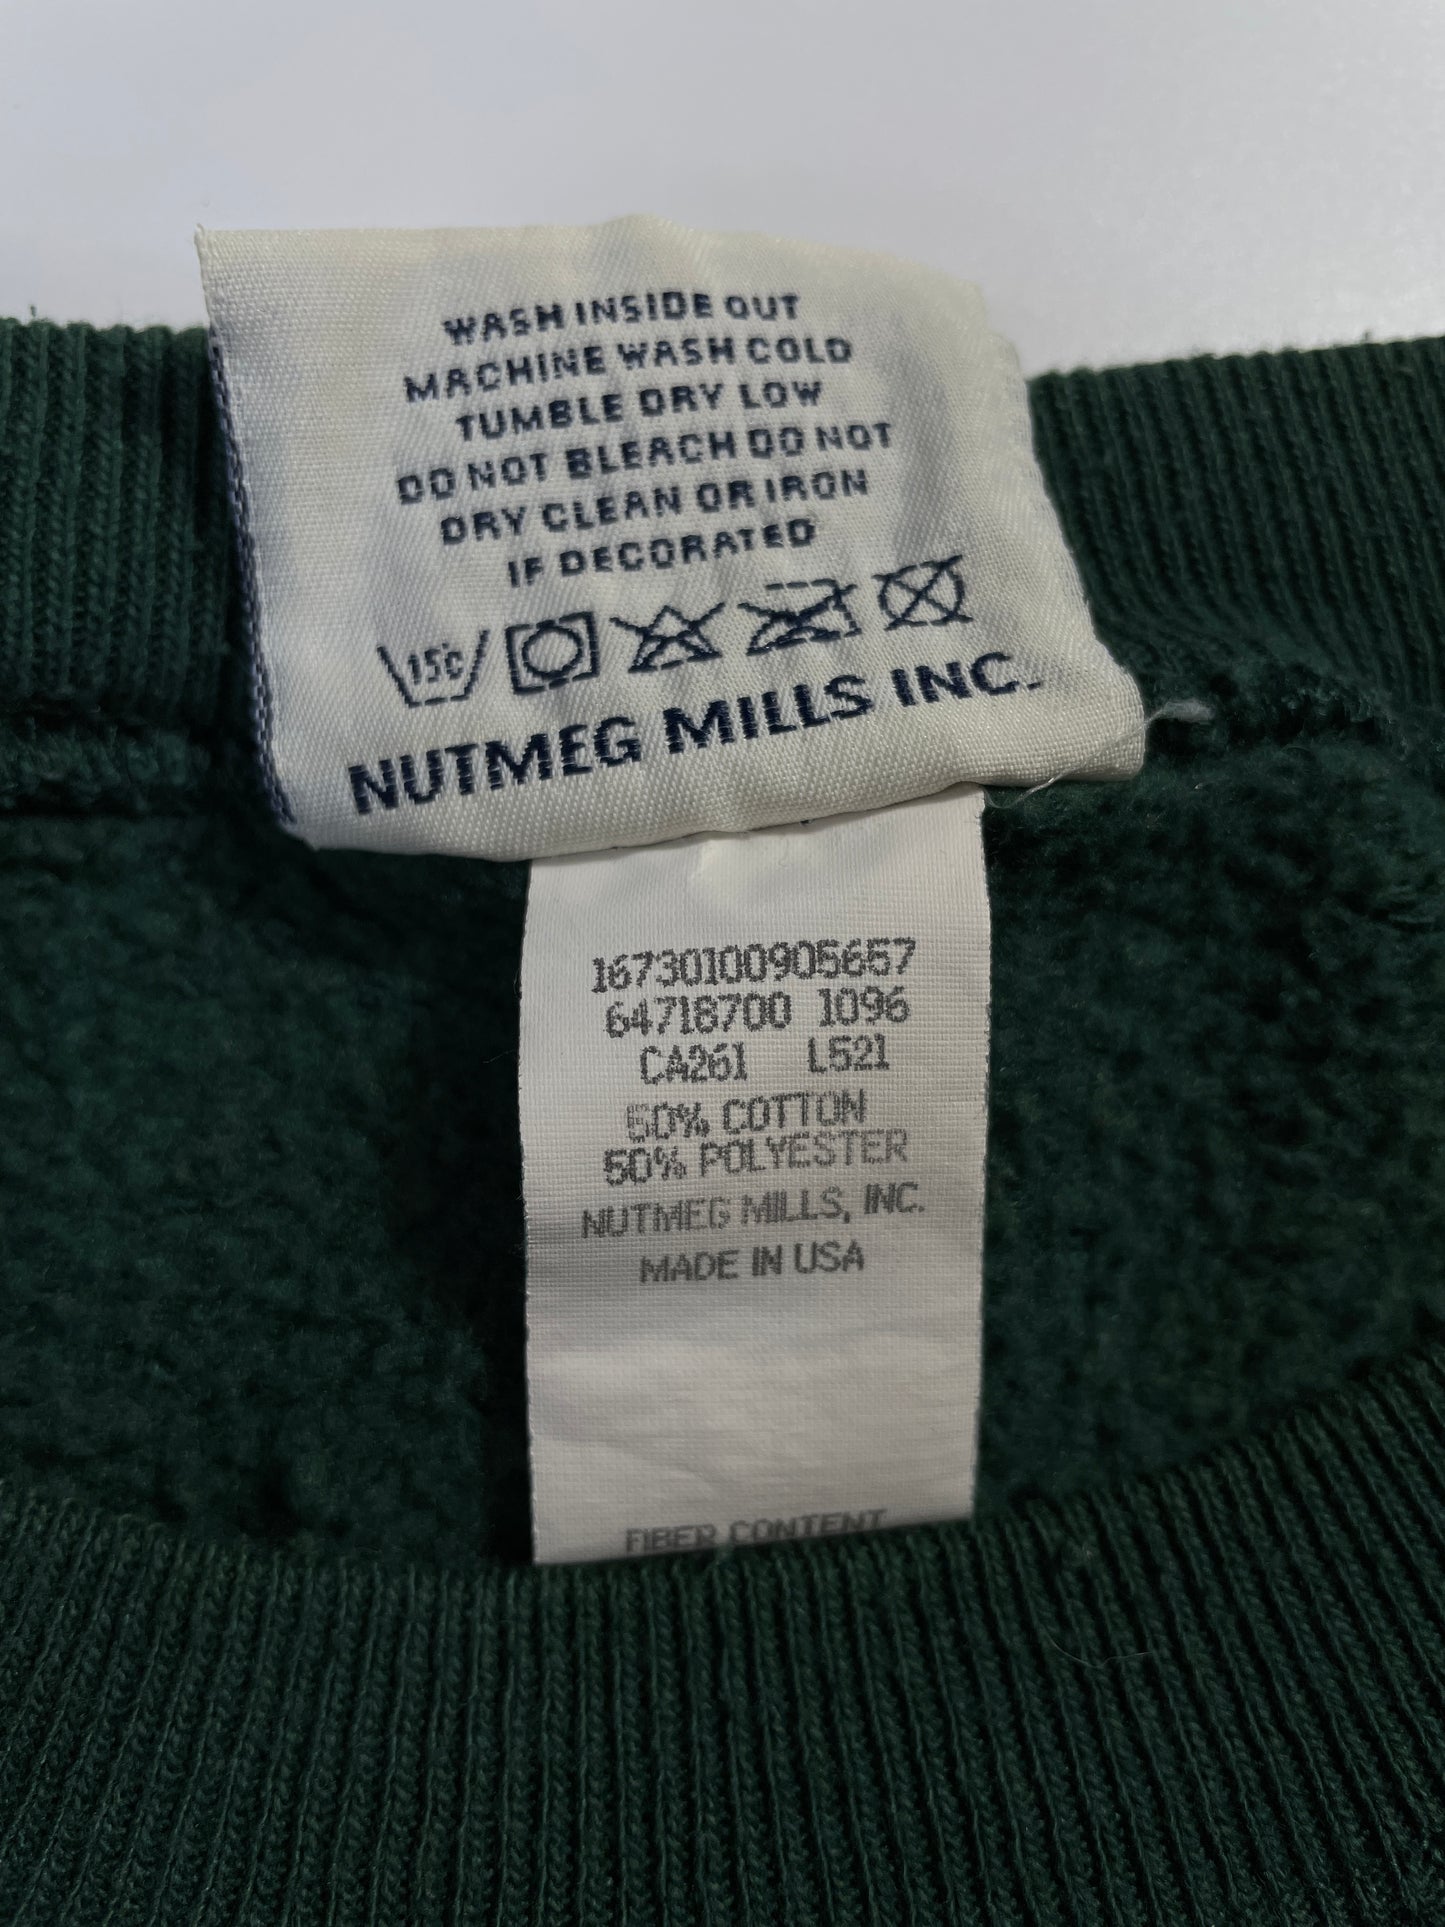 WASH INSIDE OUT
MACHINE WASH COLD
TUMBLE DRY LOW
DO NOT BLEACH DO NOT
DRY CLEAN OR IRON
IF DECORATED
15°C
NUTMEG MILLS INC.
16730100905657
64718700 1096
CA261 L521
50% COTTON
50% POLYESTER
NUTMEG MILLS, INC.
MADE IN USA
FIBER CONTENT